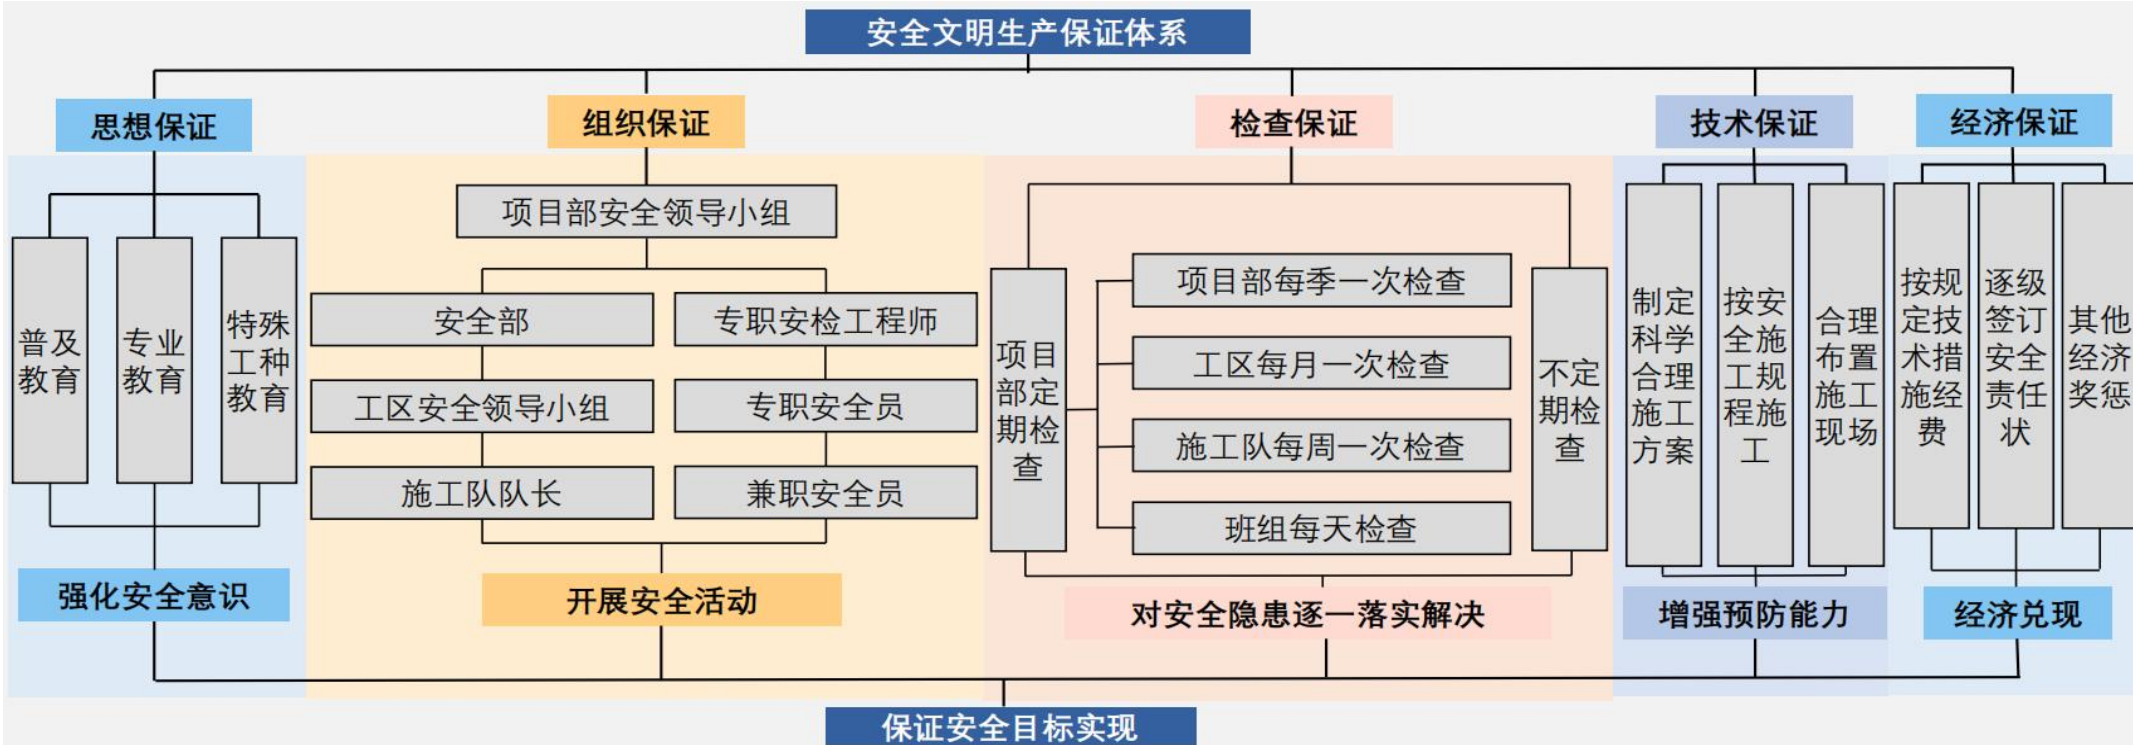 安全文明生产保证体系
思想保证
组织保证
检查保证
技术保证
经济保证
普及
教育
专业
教育
特殊
工种
教育
强化安全意识
项目部安全领导小组
安全部
专职安检工程师
工区安全领导小组
专职安全员
施工队队长
兼职安全员
开展安全活动
项目
部定
期检
查
项目部每季一次检查
工区每月一次检查
施工队每周一次检查
班组每天检查
不定
期检
查
对安全隐患逐一落实解决
制定
科学
合理
施工
方案
按安
全施
工规
程施
工
合理
布置
施工
现场
增强预防能力
按规
定技
术措
施经
费
逐级
签订
安全
责任
状
其他
经济
奖惩
经济兑现
保证安全目标实现